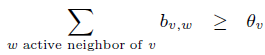 ∑ b_{v,w} ≥ θ_v
w active neighbor of v